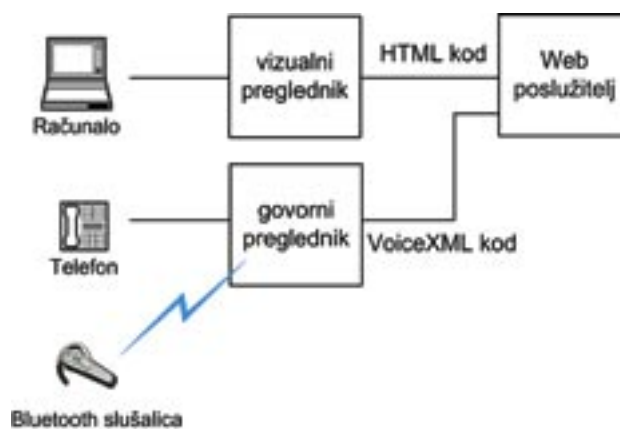 Računalo
vizualni
preglednik
HTML kod
Web
poslužitelj
Telefon
govorni
preglednik
VoiceXML kod
Bluetooth slušalica